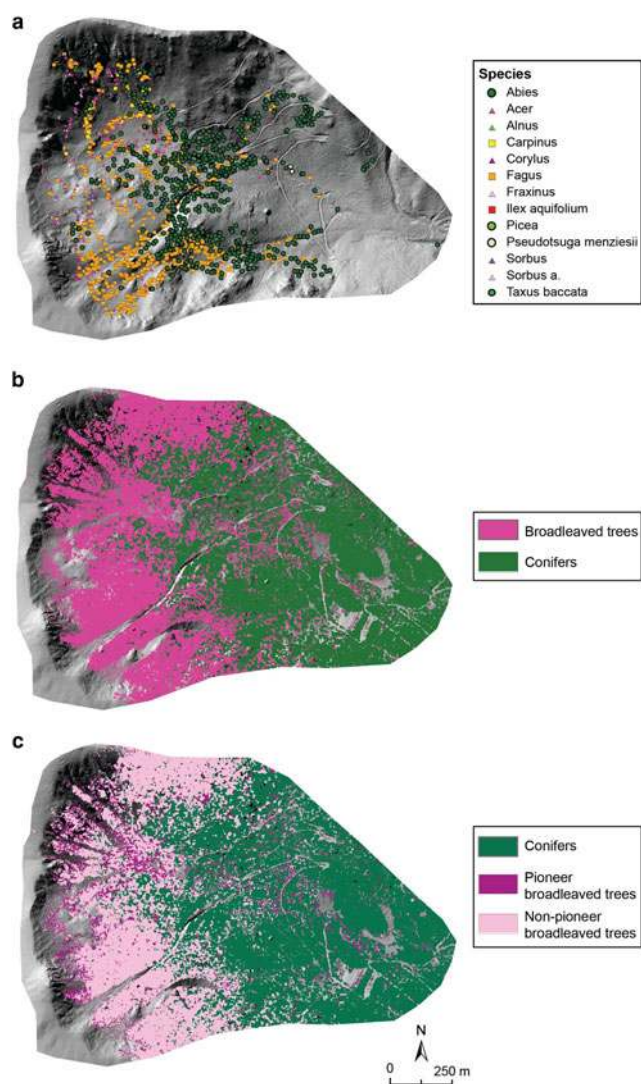 a
Species
Abies
Acer
Alnus
Carpinus
Corylus
Fagus
Fraxinus
Ilex aquifolium
Picea
Pseudotsuga menziesii
Sorbus
Sorbus a.
Taxus baccata
b
Broadleaved trees
Conifers
c
Conifers
Pioneer
broadleaved trees
Non-pioneer
broadleaved trees
N
0 250 m